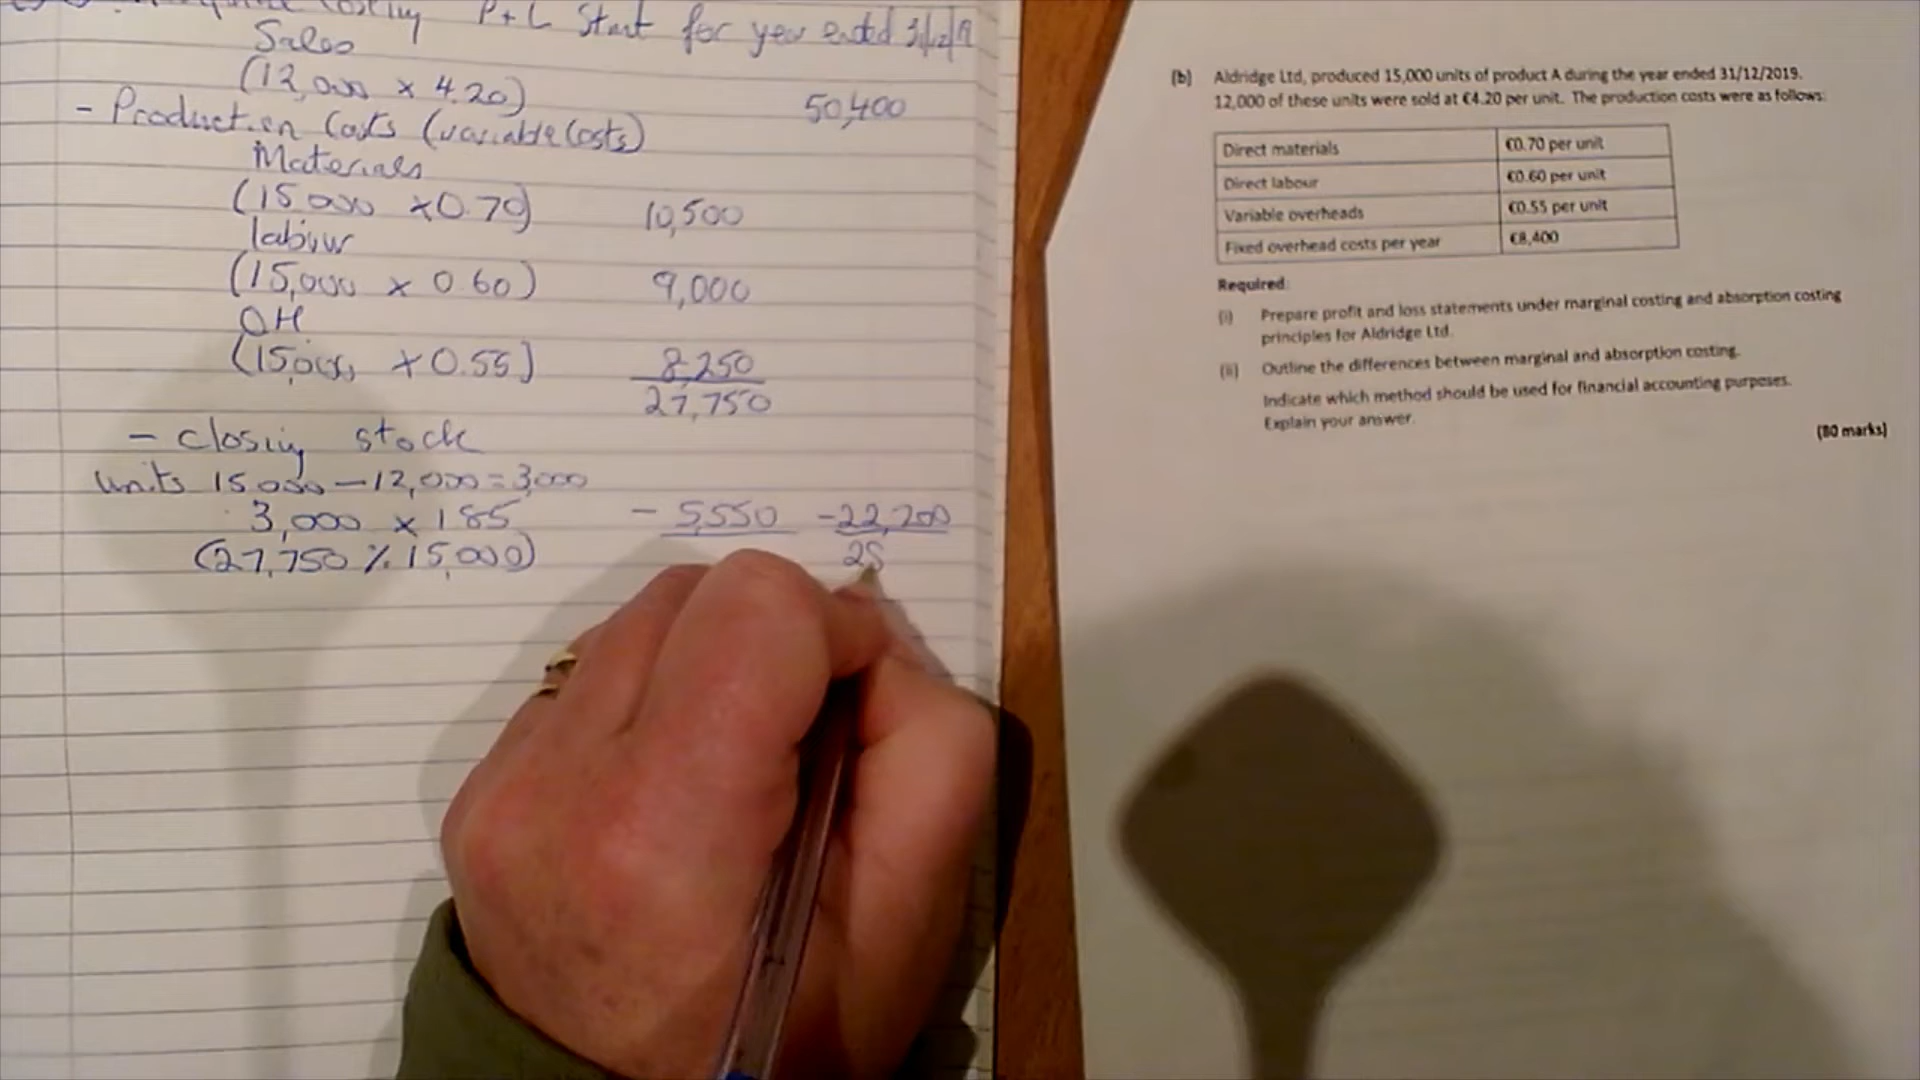 Costing P + L Stmt for year ended 31/12/19
Sales
(12,000 x 4.20)
50,400
- Production Costs (variable Costs)
Materials
(15000 x 0.70) 10,500
labour
(15,000 x 0.60) 9,000
OH
(15,000 x 0.55) 8,250
27,750
- closing stock
units 15000 - 12,000 = 3,000
3,000 x 1.85 - 5,550 - 22,200
(27,750 % 15,000) 28
(b) Aldridge Ltd, produced 15,000 units of product A during the year ended 31/12/2019.
12,000 of these units were sold at €4.20 per unit. The production costs were as follows:
Direct materials €0.70 per unit
Direct labour €0.60 per unit
Variable overheads €0.55 per unit
Fixed overhead costs per year €8,400
Required:
(i) Prepare profit and loss statements under marginal costing and absorption costing
principles for Aldridge Ltd.
(ii) Outline the differences between marginal and absorption costing.
Indicate which method should be used for financial accounting purposes.
Explain your answer.
(80 marks)